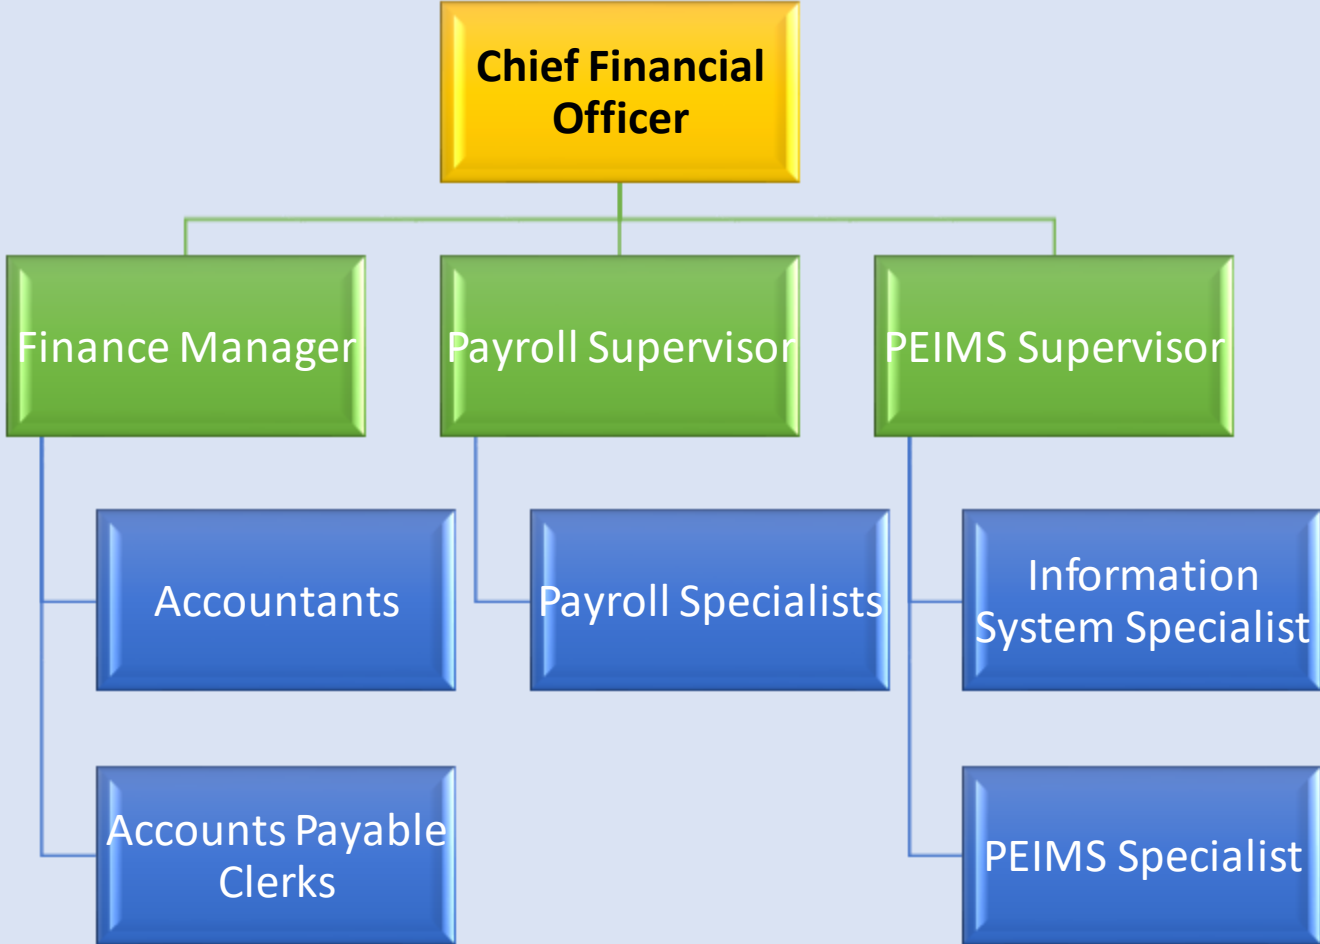 Chief Financial
Officer
Finance Manager
Payroll Supervisor
PEIMS Supervisor
Accountants
Payroll Specialists
Information
System Specialist
Accounts Payable
Clerks
PEIMS Specialist